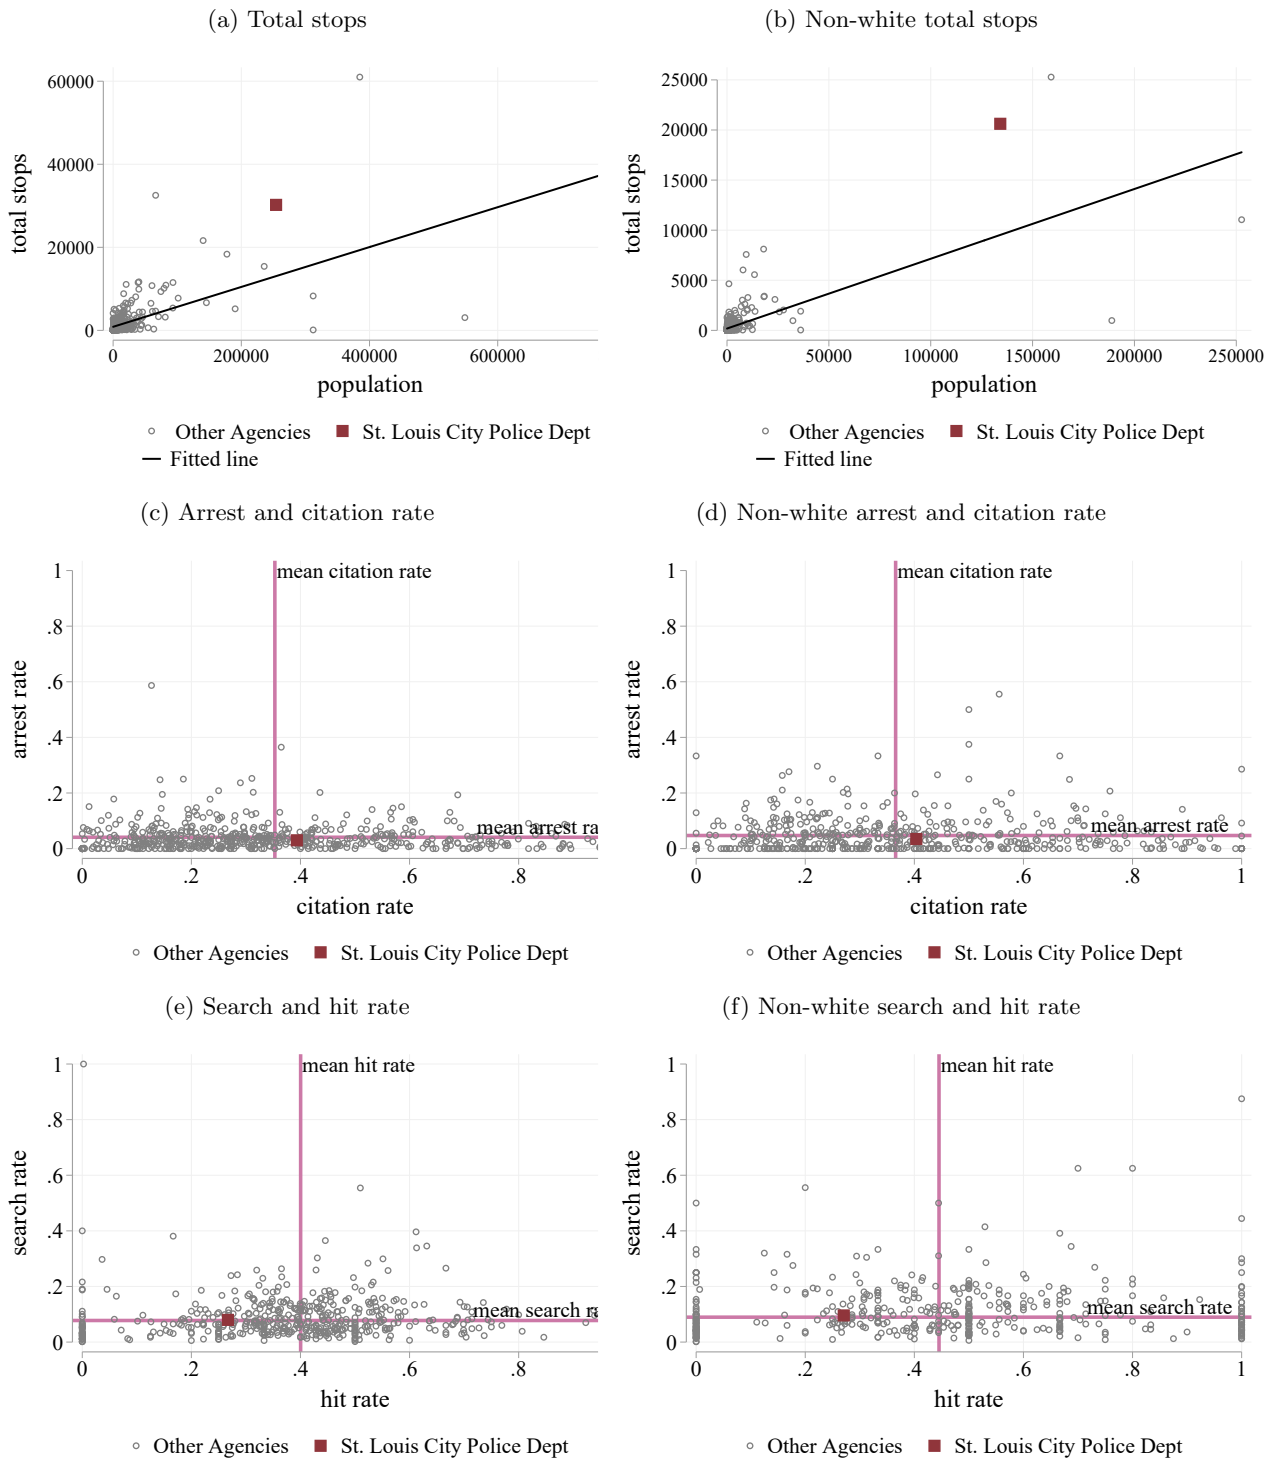 (a) Total stops
(b) Non-white total stops
60000
40000
20000
0
total stops
0 200000 400000 600000
population
Other Agencies St. Louis City Police Dept
Fitted line
25000
20000
15000
10000
5000
0
total stops
0 50000 100000 150000 200000 250000
population
Other Agencies St. Louis City Police Dept
Fitted line
(c) Arrest and citation rate
(d) Non-white arrest and citation rate
1
.8
.6
.4
.2
0
arrest rate
mean citation rate
mean arrest ra
0 .2 .4 .6 .8
citation rate
Other Agencies St. Louis City Police Dept
1
.8
.6
.4
.2
0
arrest rate
mean citation rate
mean arrest rate
0 .2 .4 .6 .8 1
citation rate
Other Agencies St. Louis City Police Dept
(e) Search and hit rate
(f) Non-white search and hit rate
1
.8
.6
.4
.2
0
search rate
mean hit rate
mean search ra
0 .2 .4 .6 .8
hit rate
Other Agencies St. Louis City Police Dept
1
.8
.6
.4
.2
0
search rate
mean hit rate
mean search rate
0 .2 .4 .6 .8 1
hit rate
Other Agencies St. Louis City Police Dept